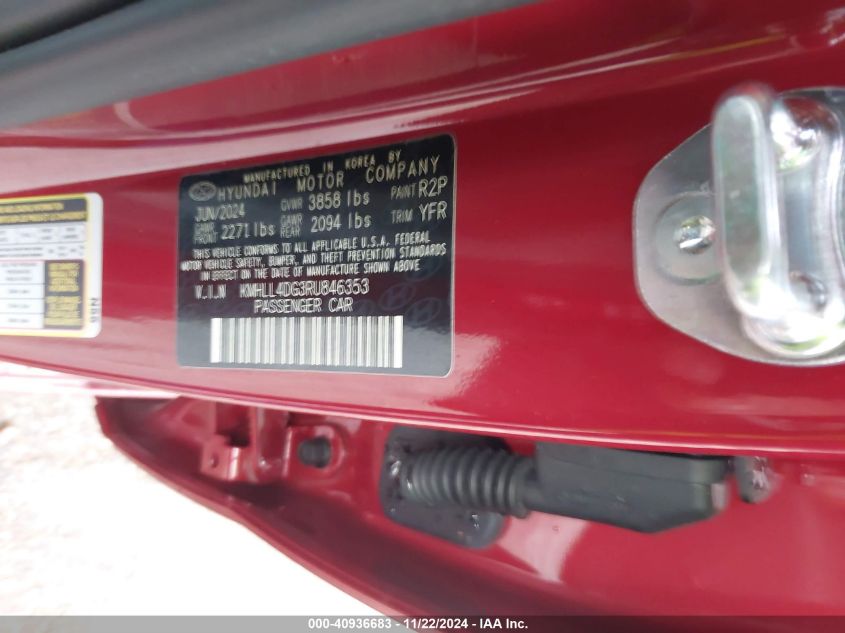 MANUFACTURED IN KOREA BY
HYUNDAI MOTOR COMPANY
JUN/2024 GVWR 3858 lbs PAINT R2P
GAWR FRONT 2271 lbs GAWR REAR 2094 lbs TRIM YFR
THIS VEHICLE CONFORMS TO ALL APPLICABLE U.S.A. FEDERAL
MOTOR VEHICLE SAFETY, BUMPER, AND THEFT PREVENTION STANDARDS
IN EFFECT ON THE DATE OF MANUFACTURE SHOWN ABOVE
V.I.N KMHLL4DG3RU846353
PASSENGER CAR
N56
000-40936683 - 11/22/2024 - IAA Inc.